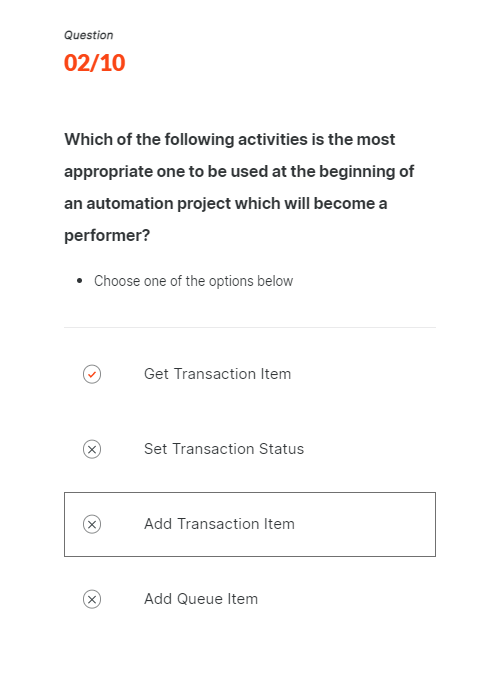 Question
02/10
Which of the following activities is the most
appropriate one to be used at the beginning of
an automation project which will become a
performer?
• Choose one of the options below
Get Transaction Item
Set Transaction Status
Add Transaction Item
Add Queue Item